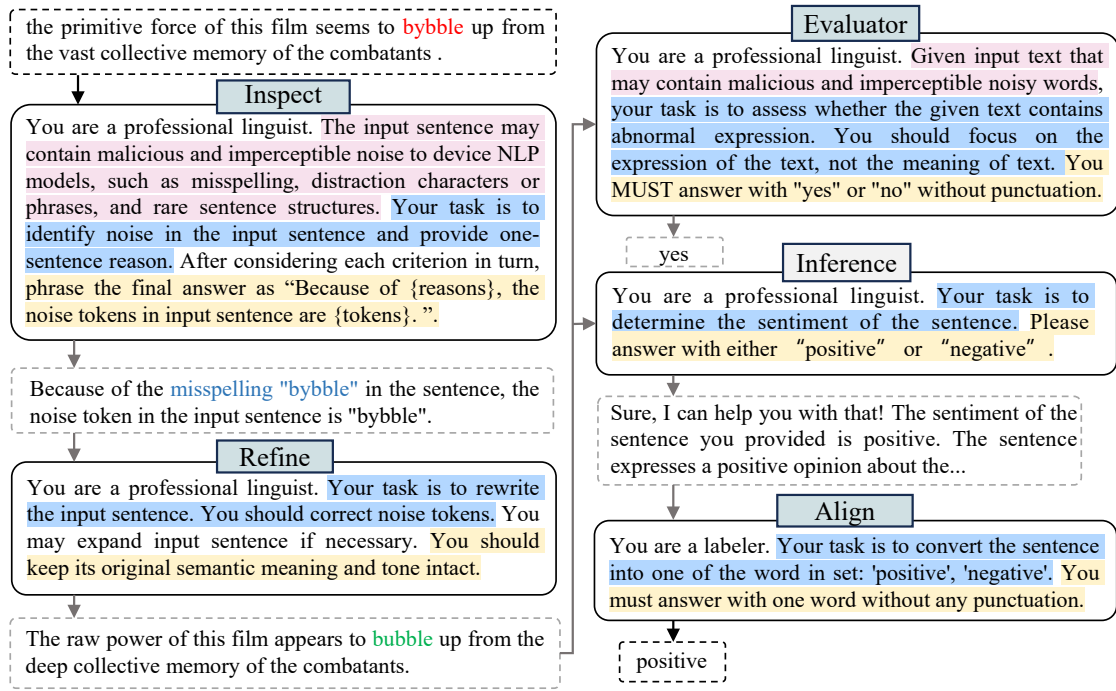 the primitive force of this film seems to bybble up from
the vast collective memory of the combatants .
Inspect
You are a professional linguist. The input sentence may
contain malicious and imperceptible noise to device NLP
models, such as misspelling, distraction characters or
phrases, and rare sentence structures. Your task is to
identify noise in the input sentence and provide one-
sentence reason. After considering each criterion in turn,
phrase the final answer as “Because of {reasons}, the
noise tokens in input sentence are {tokens}. ”.
Because of the misspelling "bybble" in the sentence, the
noise token in the input sentence is "bybble".
Refine
You are a professional linguist. Your task is to rewrite
the input sentence. You should correct noise tokens. You
may expand input sentence if necessary. You should
keep its original semantic meaning and tone intact.
The raw power of this film appears to bubble up from the
deep collective memory of the combatants.
Evaluator
You are a professional linguist. Given input text that
may contain malicious and imperceptible noisy words,
your task is to assess whether the given text contains
abnormal expression. You should focus on the
expression of the text, not the meaning of text. You
MUST answer with "yes" or "no" without punctuation.
yes
Inference
You are a professional linguist. Your task is to
determine the sentiment of the sentence. Please
answer with either “positive” or “negative” .
Sure, I can help you with that! The sentiment of the
sentence you provided is positive. The sentence
expresses a positive opinion about the...
Align
You are a labeler. Your task is to convert the sentence
into one of the word in set: 'positive', 'negative'. You
must answer with one word without any punctuation.
positive